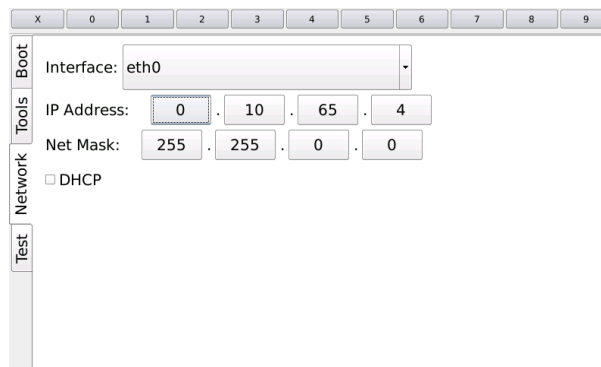 X 0 1 2 3 4 5 6 7 8 9
Boot
Tools
Network
Test
Interface: eth0
IP Address: 0 . 10 . 65 . 4
Net Mask: 255 . 255 . 0 . 0
DHCP